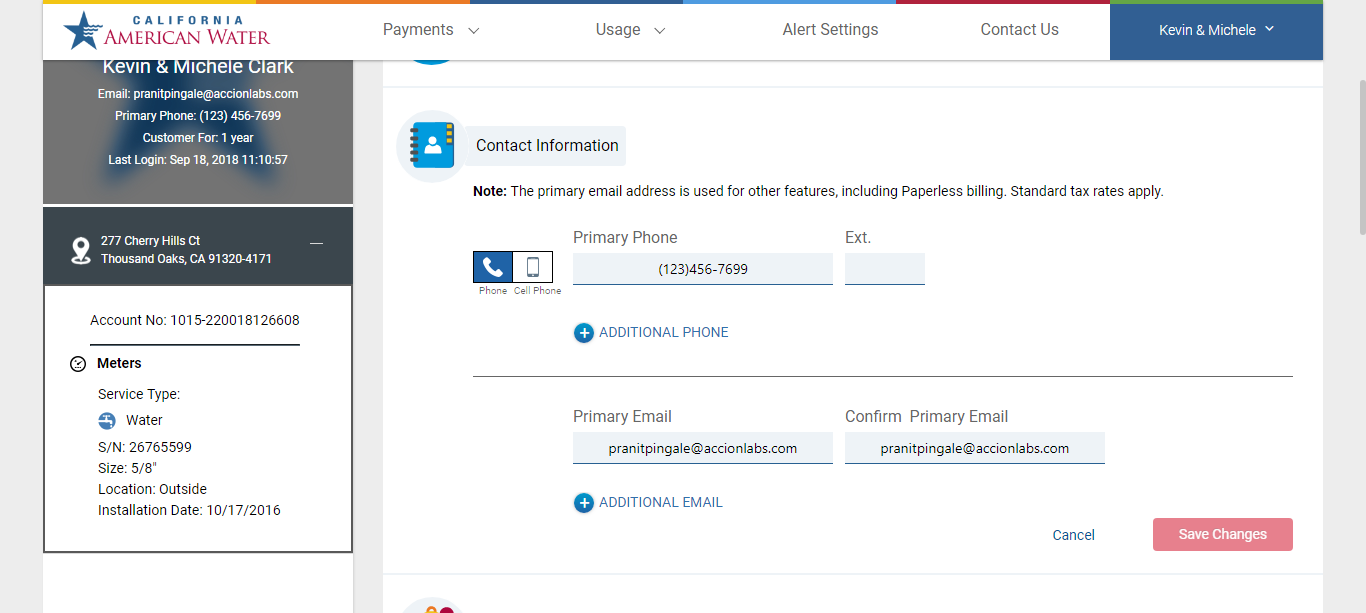 CALIFORNIA
AMERICAN WATER
Payments
Usage
Alert Settings
Contact Us
Kevin & Michele
Kevin & Michele Clark
Email: pranitpingale@accionlabs.com
Primary Phone: (123) 456-7699
Customer For: 1 year
Last Login: Sep 18, 2018 11:10:57
277 Cherry Hills Ct
Thousand Oaks, CA 91320-4171
Account No: 1015-220018126608
Meters
Service Type:
Water
S/N: 26765599
Size: 5/8"
Location: Outside
Installation Date: 10/17/2016
Contact Information
Note: The primary email address is used for other features, including Paperless billing. Standard tax rates apply.
Primary Phone
Ext.
(123)456-7699
Phone
Cell Phone
ADDITIONAL PHONE
Primary Email
Confirm Primary Email
pranitpingale@accionlabs.com
pranitpingale@accionlabs.com
ADDITIONAL EMAIL
Cancel
Save Changes